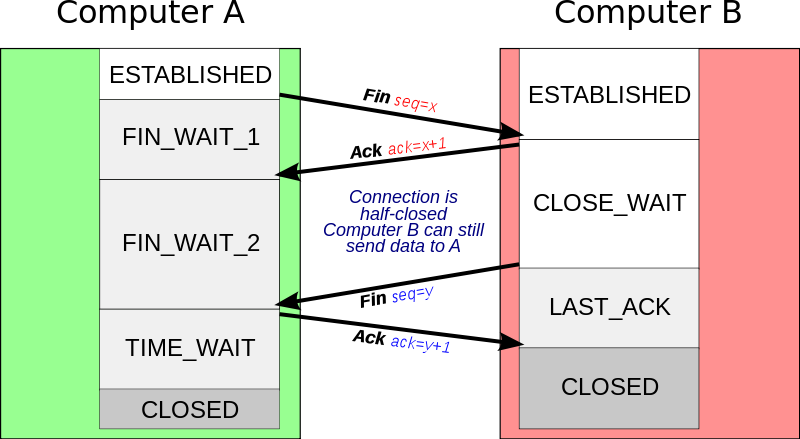 Computer A
Computer B
ESTABLISHED
ESTABLISHED
Fin seq=x
FIN_WAIT_1
Ack ack=x+1
Connection is
half-closed
Computer B can still
send data to A
CLOSE_WAIT
FIN_WAIT_2
Fin seq=y
LAST_ACK
TIME_WAIT
Ack ack=y+1
CLOSED
CLOSED